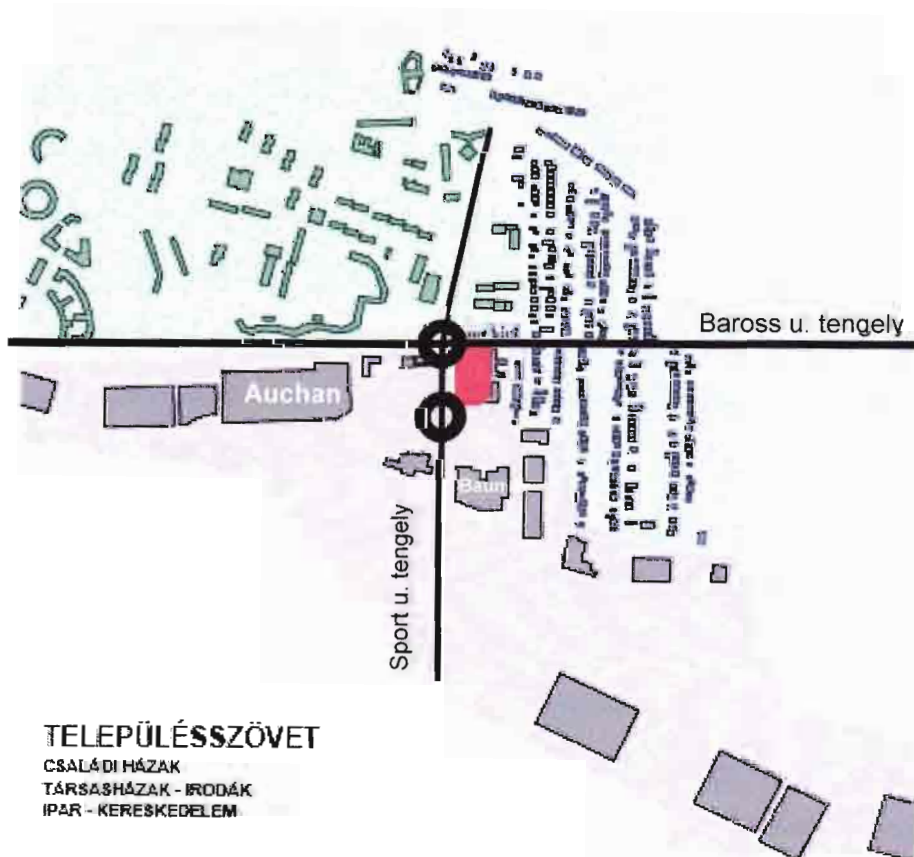 Baross u. tengely
Auchan
Baun
Sport u. tengely
TELEPÜLÉSSZÖVET
CSALÁDI HÁZAK
TÁRSASHÁZAK - IRODÁK
IPAR - KERESKEDELEM